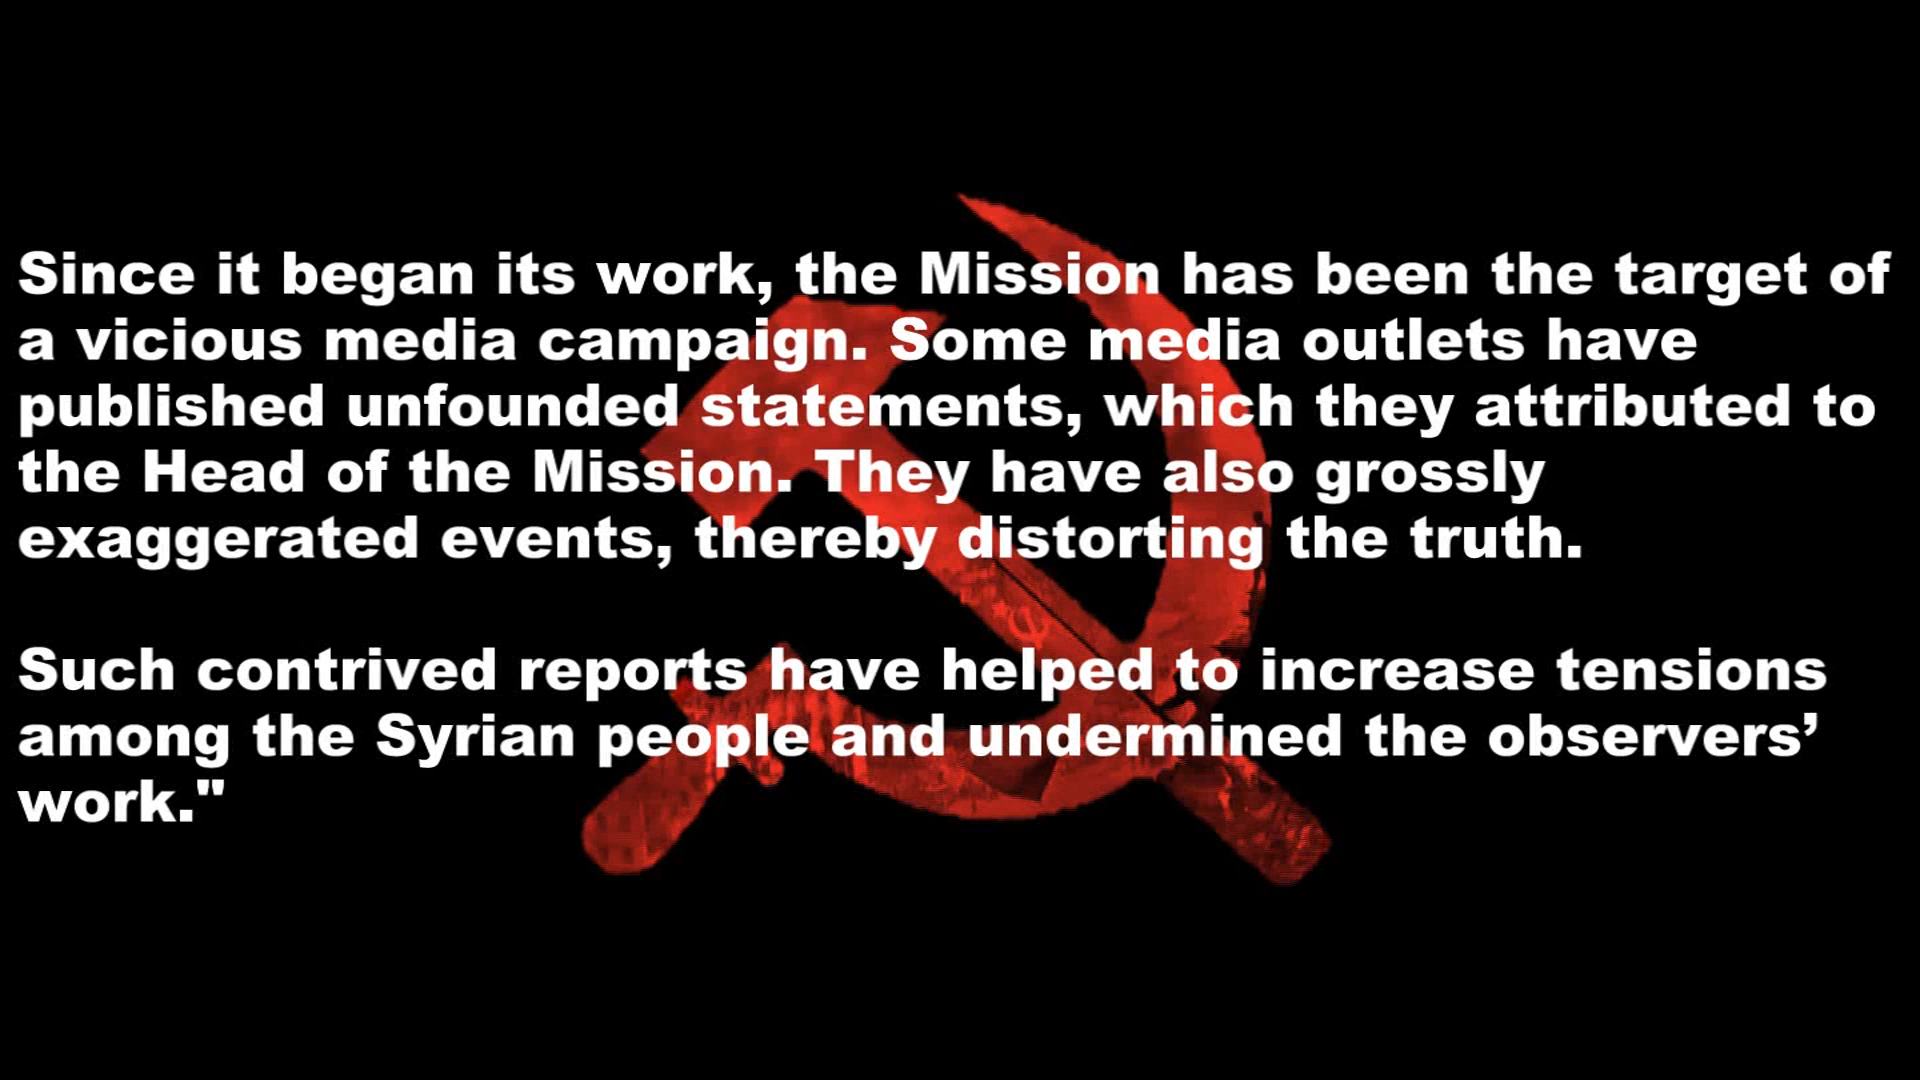 Since it began its work, the Mission has been the target of
a vicious media campaign. Some media outlets have
published unfounded statements, which they attributed to
the Head of the Mission. They have also grossly
exaggerated events, thereby distorting the truth.
Such contrived reports have helped to increase tensions
among the Syrian people and undermined the observers’
work."